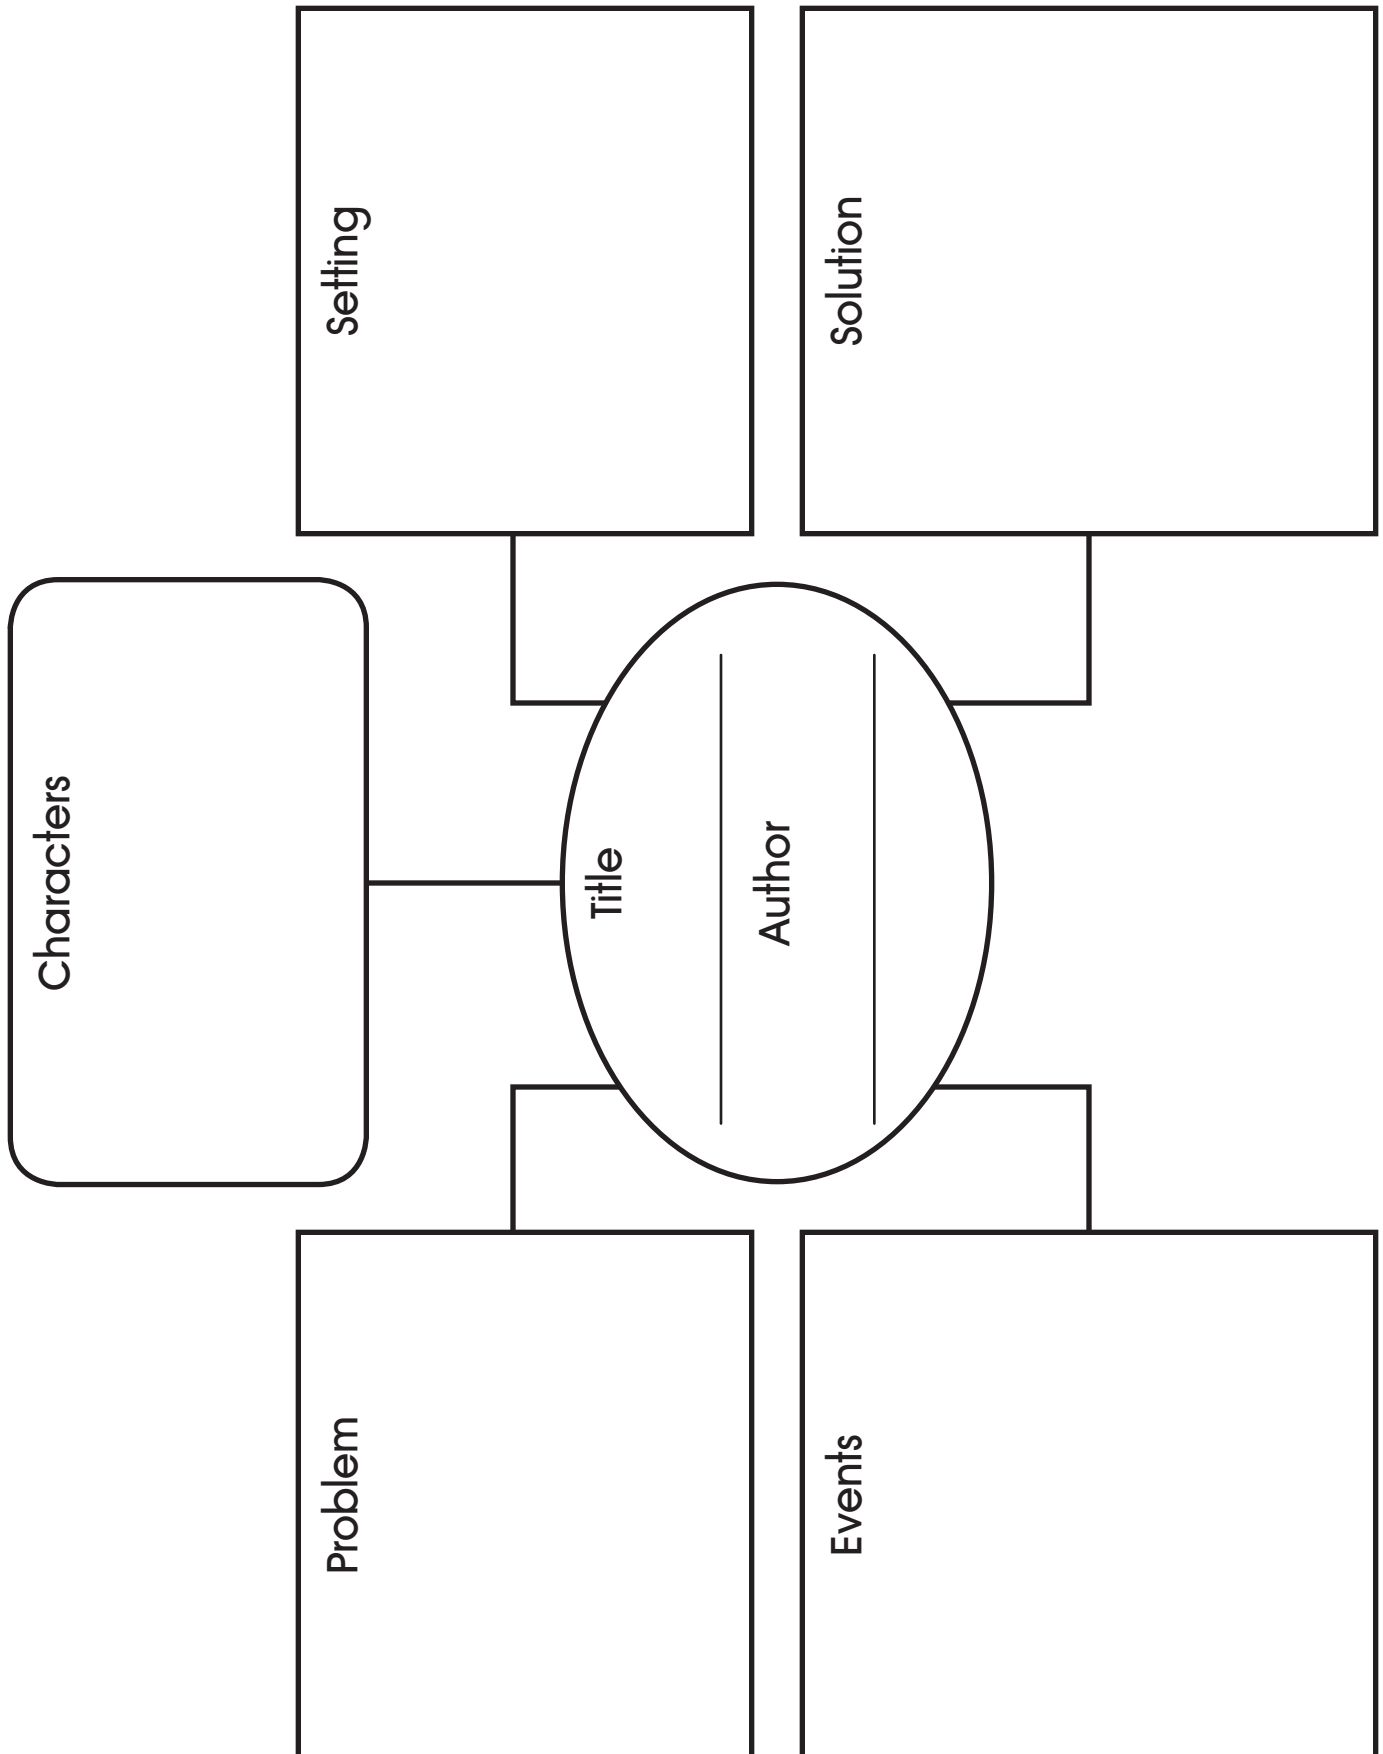 Characters
Problem
Setting
Title
Author
Events
Solution